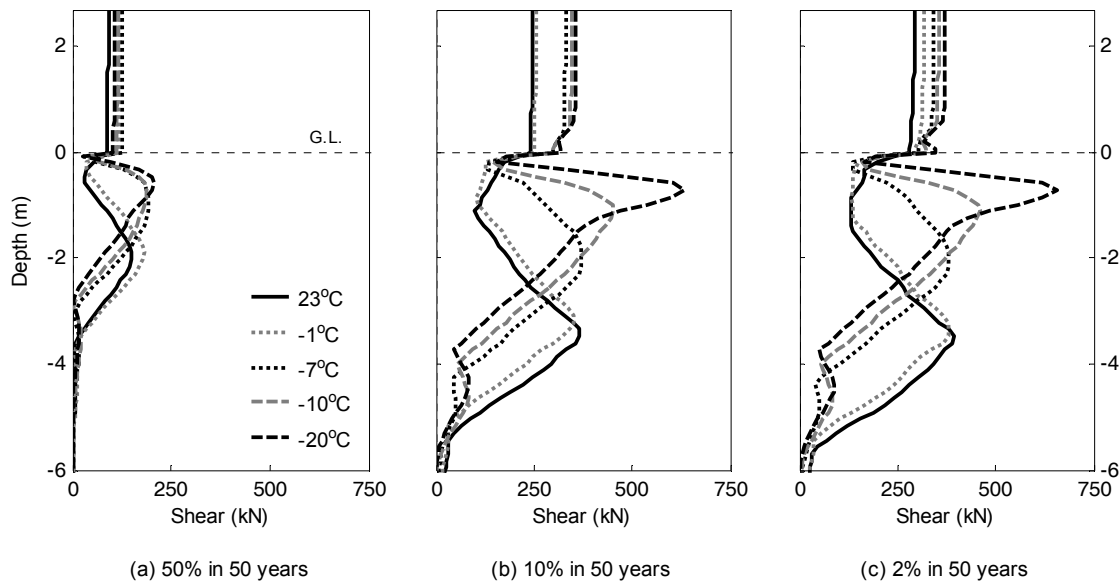 2
0
-2
-4
-6
Depth (m)
G.L.
23°C
-1°C
-7°C
-10°C
-20°C
0 250 500 750
Shear (kN)
(a) 50% in 50 years
0 250 500 750
Shear (kN)
(b) 10% in 50 years
2
0
-2
-4
-6
0 250 500 750
Shear (kN)
(c) 2% in 50 years